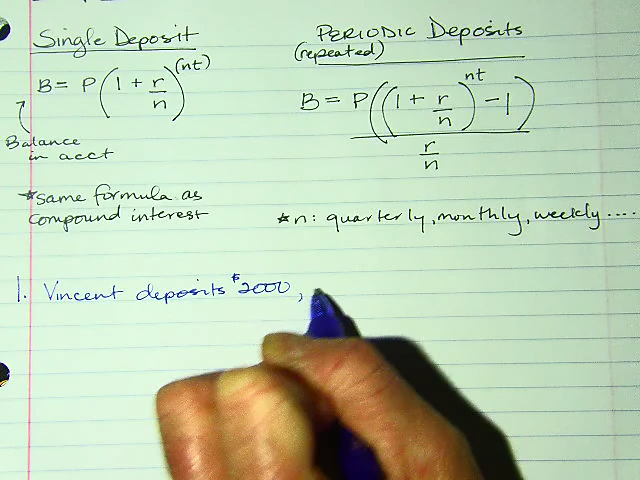 Single Deposit
B = P(1 + r/n)^(nt)
Balance
in acct
*same formula as
compound interest
PERIODIC Deposits
(repeated)
B = P((1 + r/n)^nt - 1)
r/n
*n: quarterly, monthly, weekly ....
1. Vincent deposits $2000,